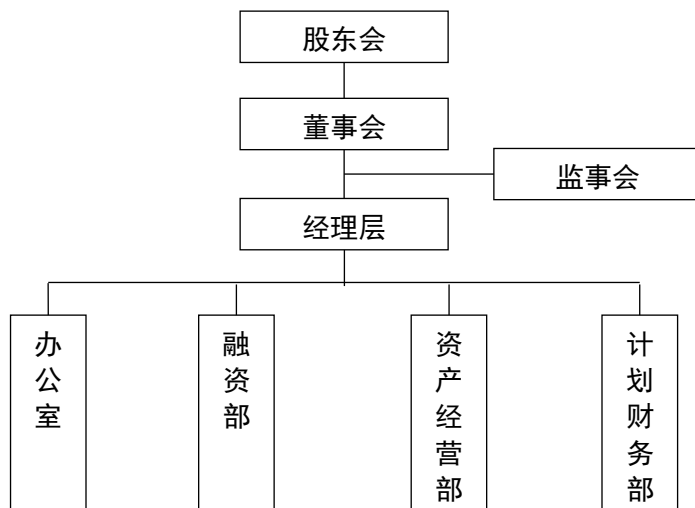 股东会
董事会
监事会
经理层
办公室
融资部
资产经营部
计划财务部